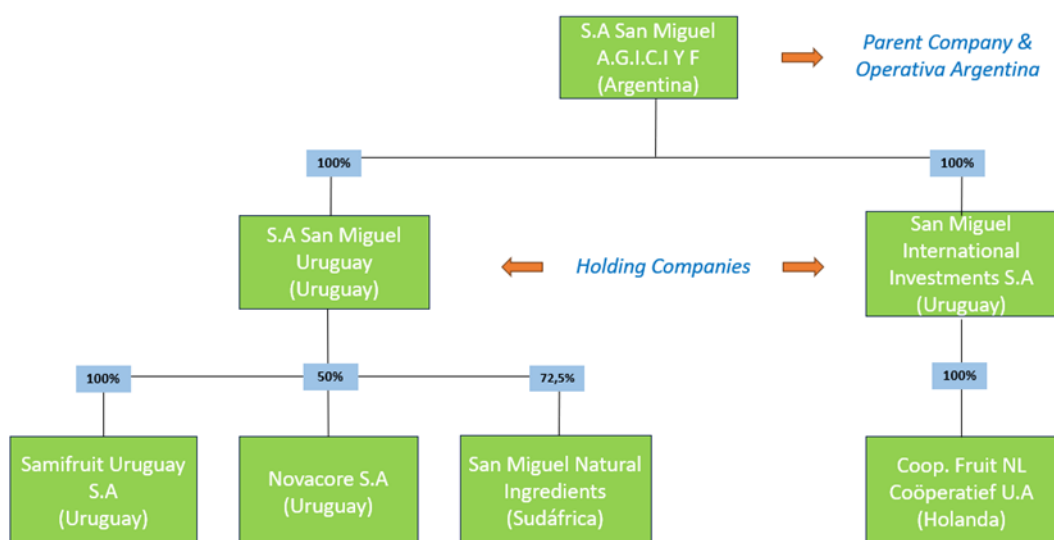 S.A San Miguel
A.G.I.C.I Y F
(Argentina)
Parent Company &
Operativa Argentina
100%
100%
S.A San Miguel
Uruguay
(Uruguay)
Holding Companies
San Miguel
International
Investments S.A
(Uruguay)
100%
50%
72,5%
100%
Samifruit Uruguay
S.A
(Uruguay)
Novacore S.A
(Uruguay)
San Miguel Natural
Ingredients
(Sudáfrica)
Coop. Fruit NL
Coöperatief U.A
(Holanda)